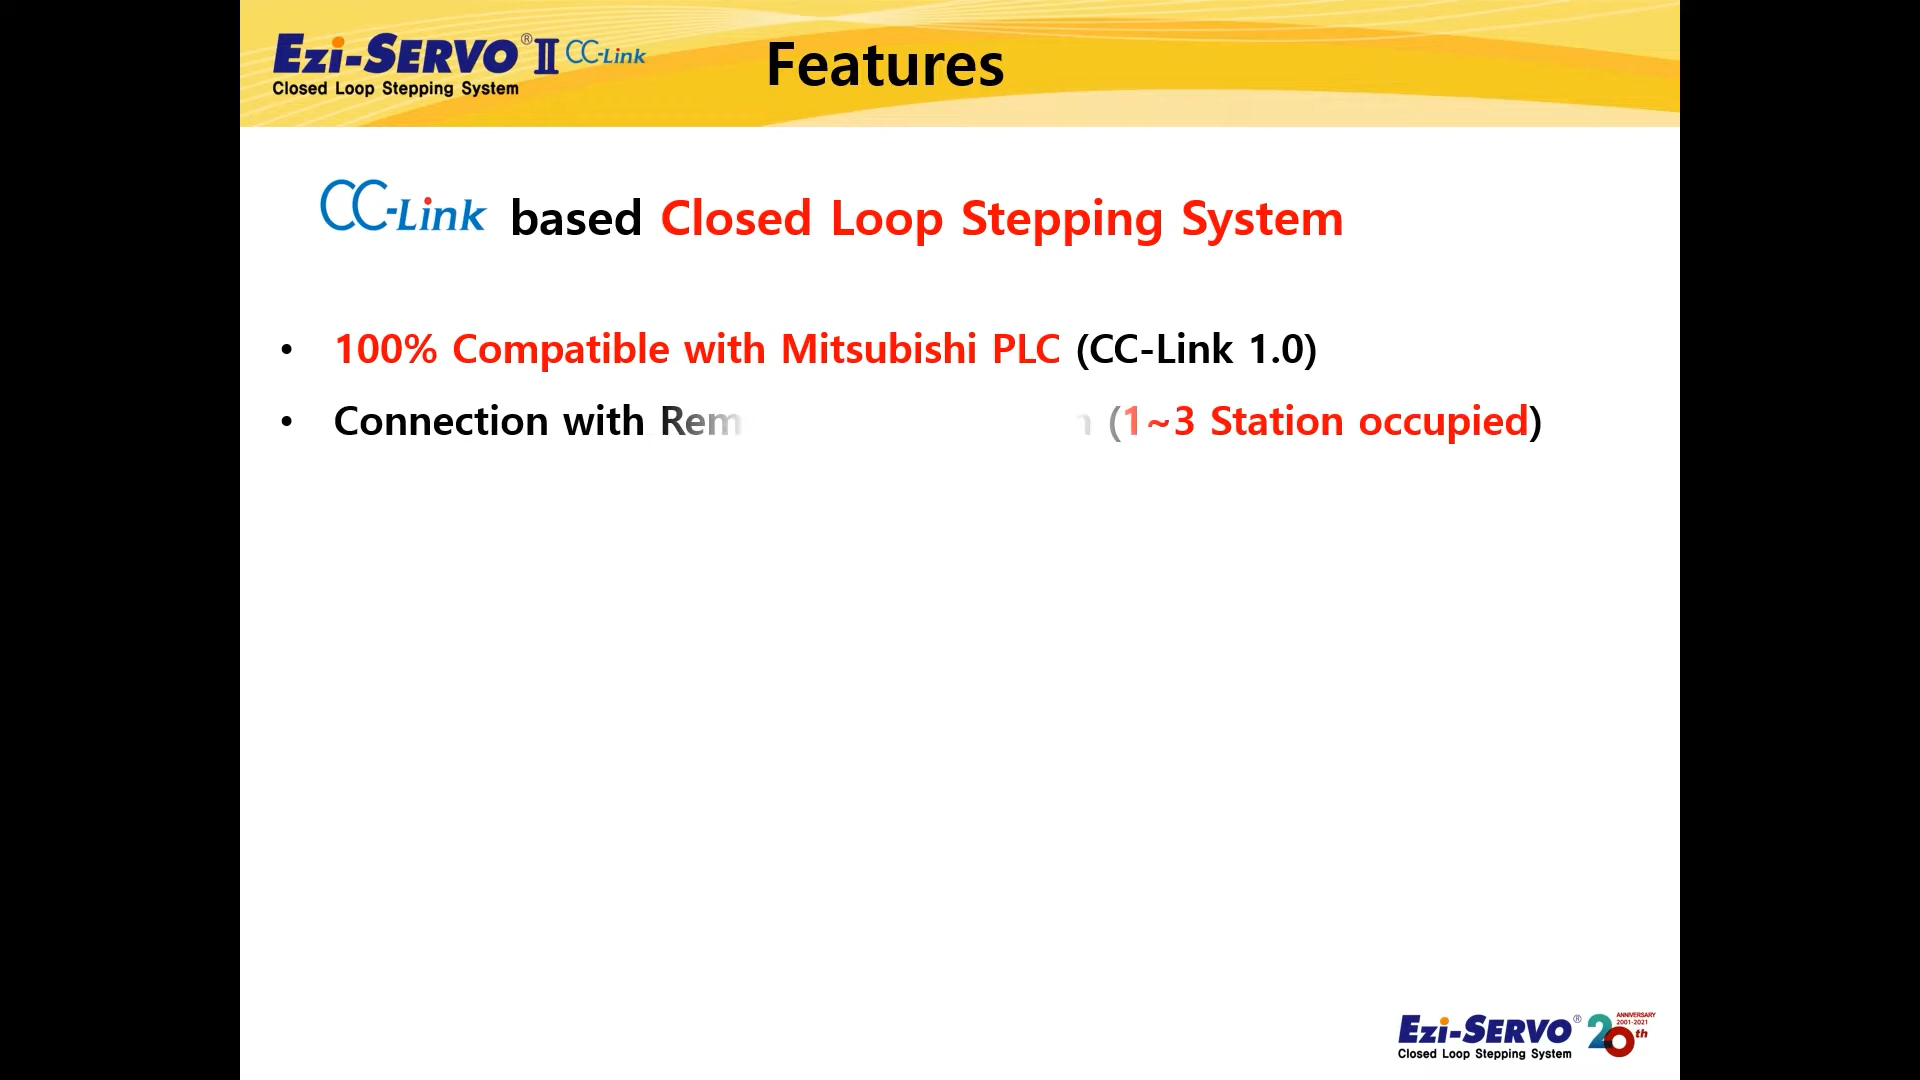 Ezi-SERVO® II CC-Link
Closed Loop Stepping System
Features
CC-Link based Closed Loop Stepping System
• 100% Compatible with Mitsubishi PLC (CC-Link 1.0)
• Connection with Rem n (1~3 Station occupied)
Ezi-SERVO® 20th
ANNIVERSARY
2001-2021
Closed Loop Stepping System